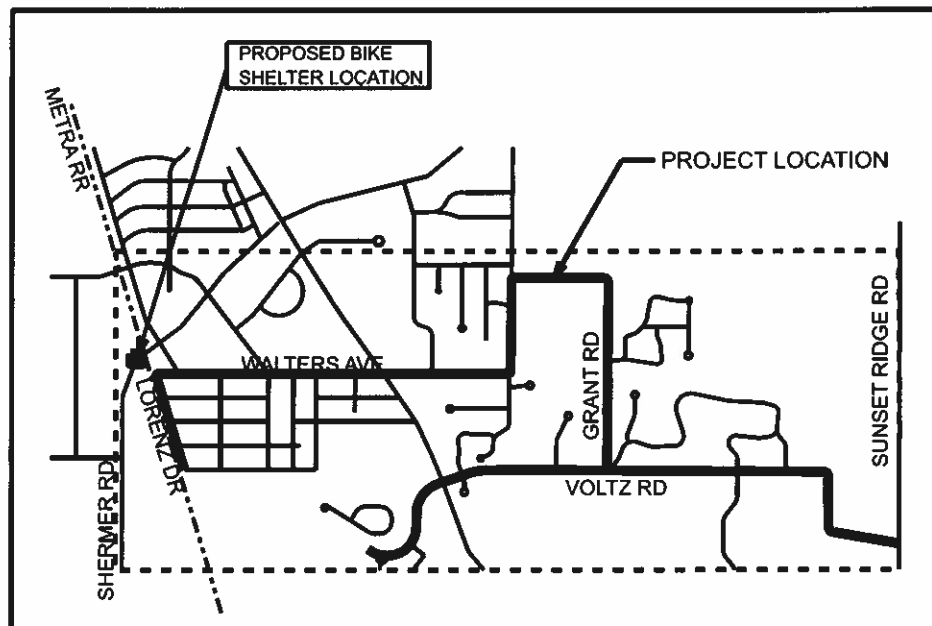 PROPOSED BIKE
SHELTER LOCATION
METRA RR
PROJECT LOCATION
WALTERS AVE
LORENZ DR
GRANT RD
SUNSET RIDGE RD
SHERMER RD
VOLTZ RD